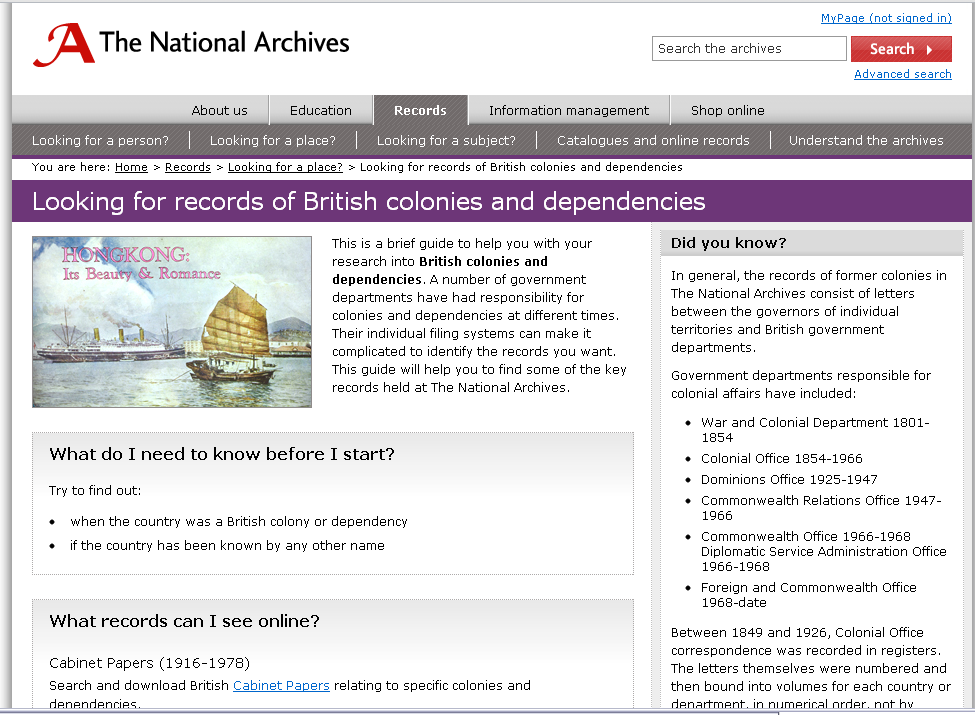 MyPage (not signed in)
The National Archives
Search the archives
Search
Advanced search
About us
Education
Records
Information management
Shop online
Looking for a person?
Looking for a place?
Looking for a subject?
Catalogues and online records
Understand the archives
You are here: Home > Records > Looking for a place? > Looking for records of British colonies and dependencies
Looking for records of British colonies and dependencies
HONGKONG:
Its Beauty & Romance
This is a brief guide to help you with your
research into British colonies and
dependencies. A number of government
departments have had responsibility for
colonies and dependencies at different times.
Their individual filing systems can make it
complicated to identify the records you want.
This guide will help you to find some of the key
records held at The National Archives.
What do I need to know before I start?
Try to find out:
• when the country was a British colony or dependency
• if the country has been known by any other name
What records can I see online?
Cabinet Papers (1916-1978)
Search and download British Cabinet Papers relating to specific colonies and
dependencies.
Did you know?
In general, the records of former colonies in
The National Archives consist of letters
between the governors of individual
territories and British government
departments.
Government departments responsible for
colonial affairs have included:
• War and Colonial Department 1801-
1854
• Colonial Office 1854-1966
• Dominions Office 1925-1947
• Commonwealth Relations Office 1947-
1966
• Commonwealth Office 1966-1968
Diplomatic Service Administration Office
1966-1968
• Foreign and Commonwealth Office
1968-date
Between 1849 and 1926, Colonial Office
correspondence was recorded in registers.
The letters themselves were numbered and
then bound into volumes for each country or
department, in numerical order, not by